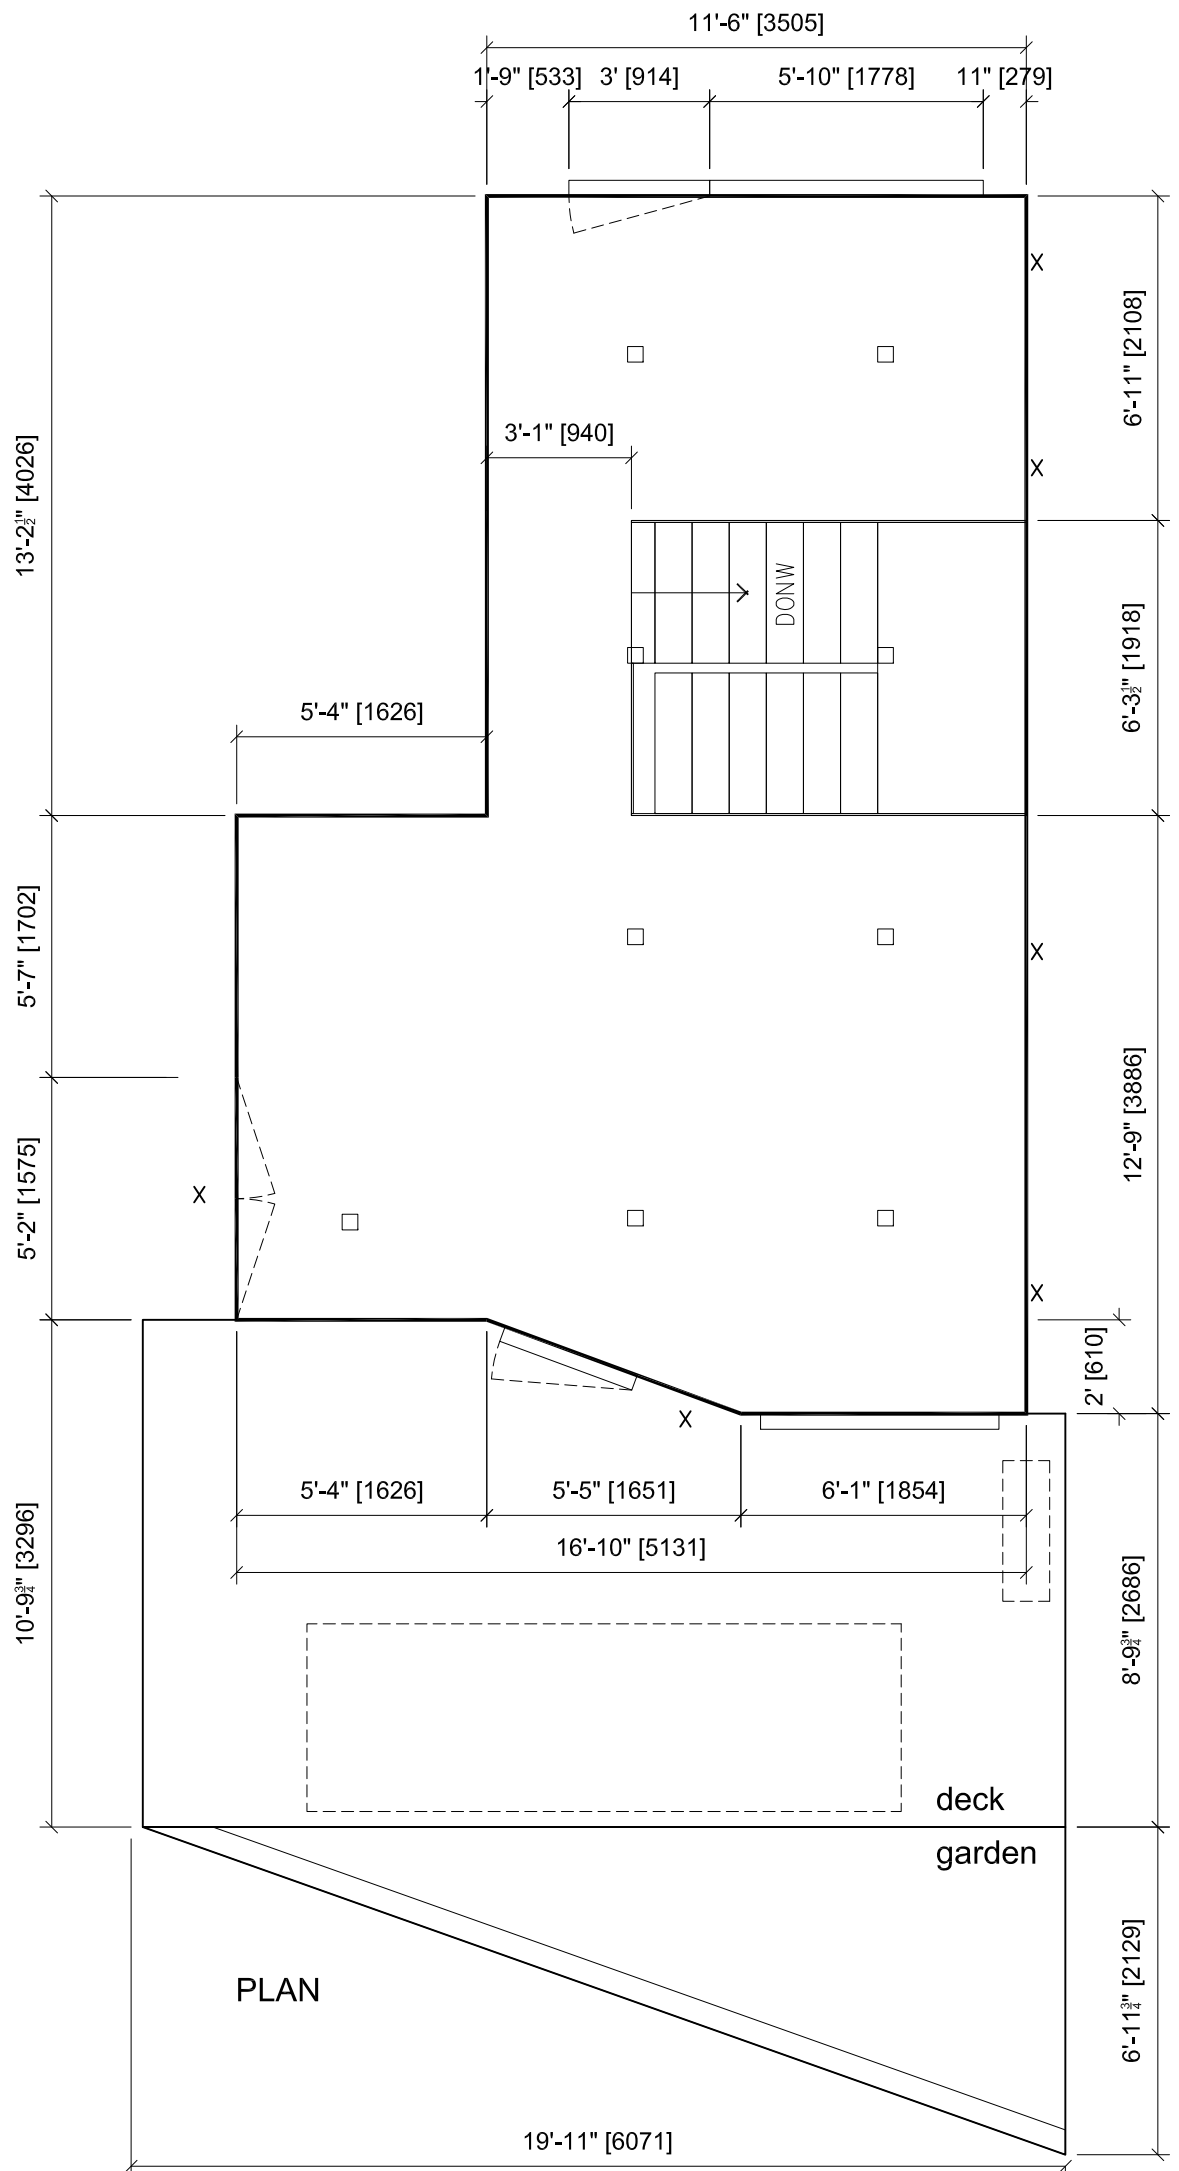 11'-6" [3505]
1'-9" [533] 3' [914] 5'-10" [1778] 11" [279]
X
6'-11" [2108]
3'-1" [940]
13'-2½" [4026]
X
DONW
6'-3½" [1918]
5'-4" [1626]
5'-7" [1702]
X
12'-9" [3886]
X
5'-2" [1575]
X
2' [610]
X
5'-4" [1626] 5'-5" [1651] 6'-1" [1854]
16'-10" [5131]
10'-9¾" [3296]
8'-9¾" [2686]
deck
garden
PLAN
6'-11¾" [2129]
19'-11" [6071]